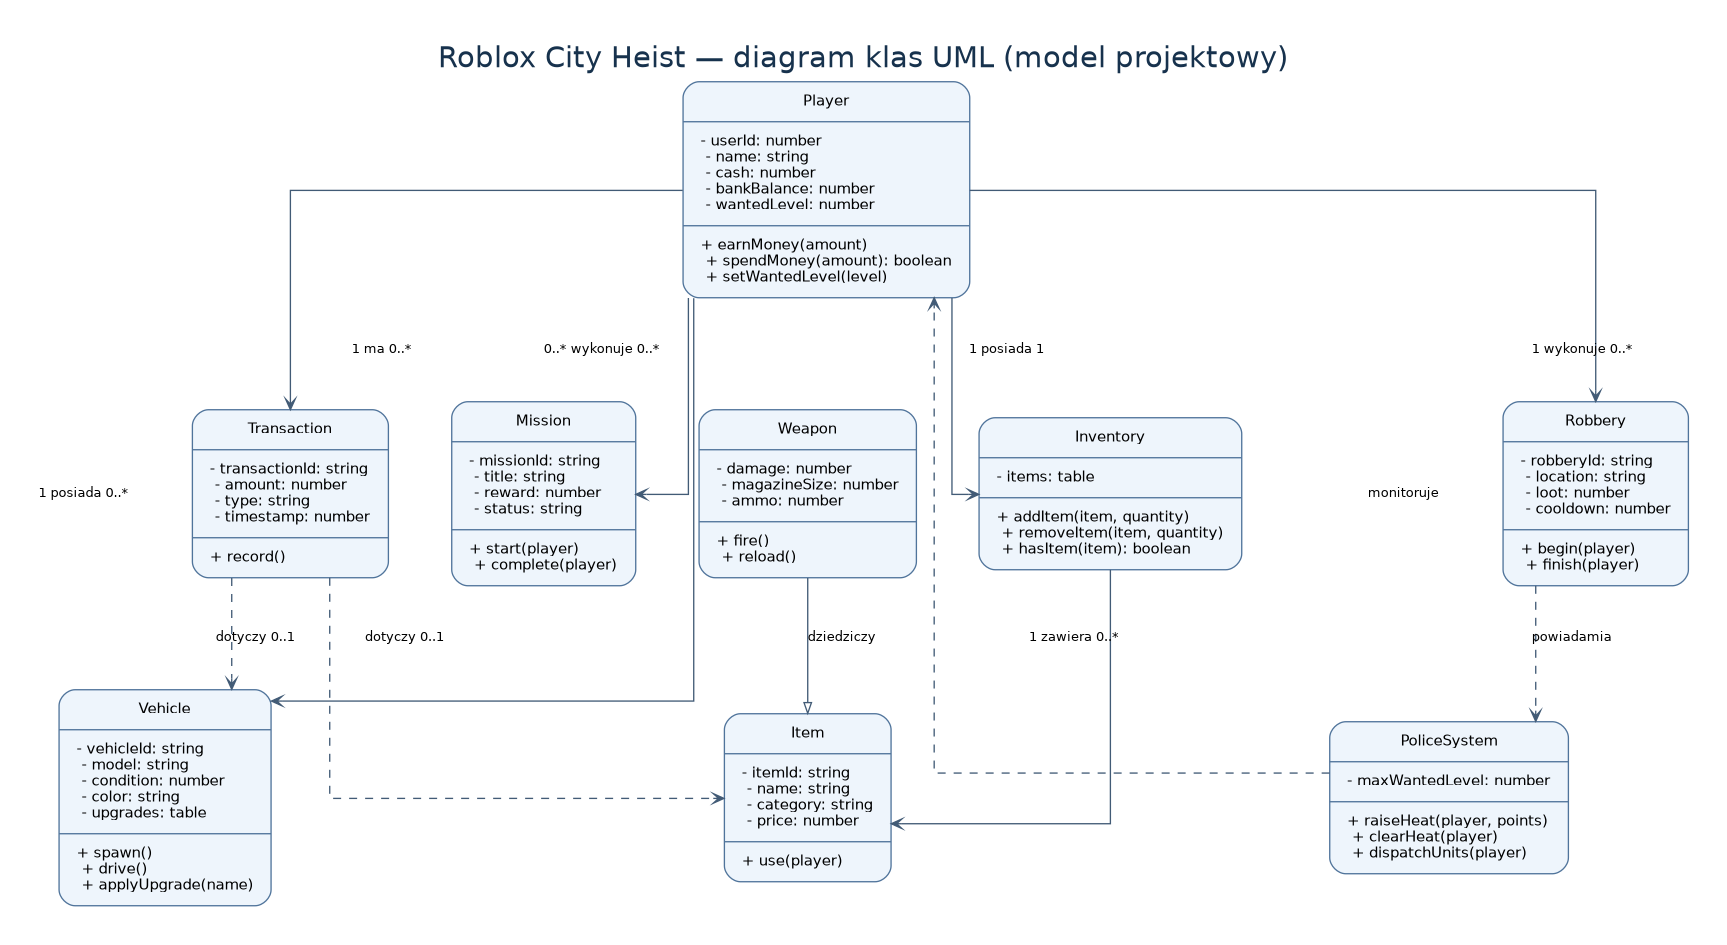 Roblox City Heist — diagram klas UML (model projektowy)
Player
- userId: number
- name: string
- cash: number
- bankBalance: number
- wantedLevel: number
+ earnMoney(amount)
+ spendMoney(amount): boolean
+ setWantedLevel(level)
1 ma 0..*
0..* wykonuje 0..*
1 posiada 1
1 wykonuje 0..*
Transaction
- transactionId: string
- amount: number
- type: string
- timestamp: number
+ record()
Mission
- missionId: string
- title: string
- reward: number
- status: string
+ start(player)
+ complete(player)
Weapon
- damage: number
- magazineSize: number
- ammo: number
+ fire()
+ reload()
Inventory
- items: table
+ addItem(item, quantity)
+ removeItem(item, quantity)
+ hasItem(item): boolean
Robbery
- robberyId: string
- location: string
- loot: number
- cooldown: number
+ begin(player)
+ finish(player)
1 posiada 0..*
monitoruje
dotyczy 0..1
dotyczy 0..1
dziedziczy
1 zawiera 0..*
powiadamia
Vehicle
- vehicleId: string
- model: string
- condition: number
- color: string
- upgrades: table
+ spawn()
+ drive()
+ applyUpgrade(name)
Item
- itemId: string
- name: string
- category: string
- price: number
+ use(player)
PoliceSystem
- maxWantedLevel: number
+ raiseHeat(player, points)
+ clearHeat(player)
+ dispatchUnits(player)